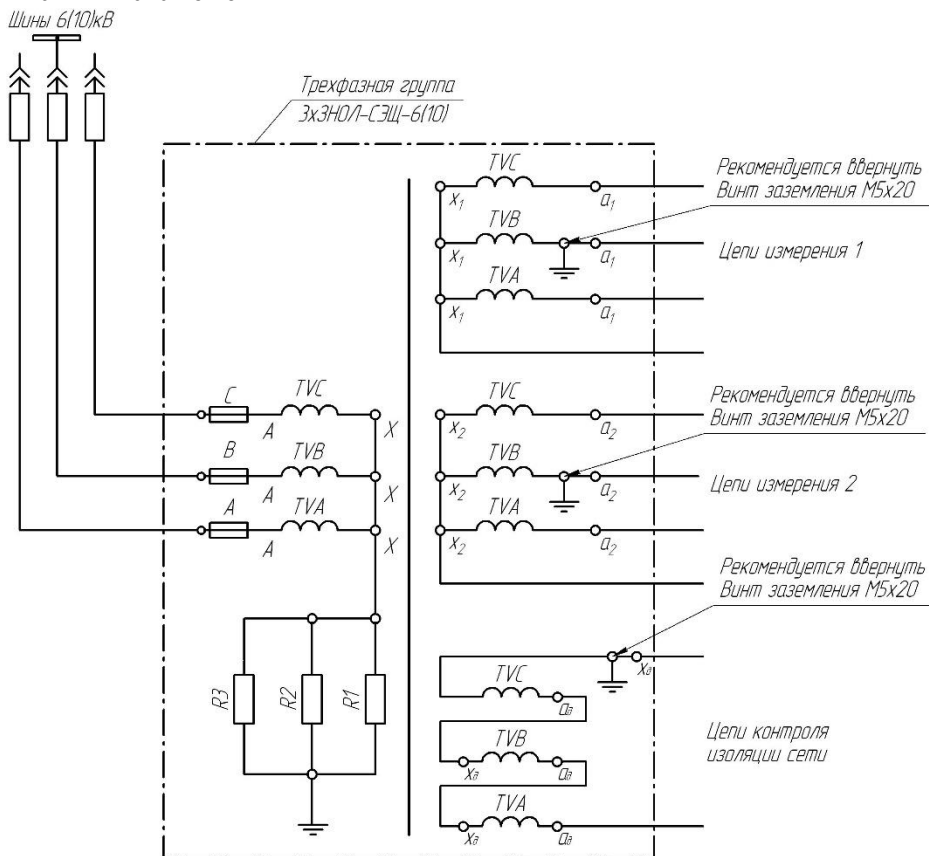 Шины 6(10)кВ
Трехфазная группа
3х3НОЛ-СЭЩ-6(10)
TVC
x₁
a₁
Рекомендуется ввернуть
Винт заземления М5х20
TVB
x₁
a₁
Цепи измерения 1
TVA
x₁
a₁
C
A
TVC
X
B
A
TVB
X
A
A
TVA
X
TVC
x₂
a₂
Рекомендуется ввернуть
Винт заземления М5х20
TVB
x₂
a₂
Цепи измерения 2
TVA
x₂
a₂
Рекомендуется ввернуть
Винт заземления М5х20
R3
R2
R1
xд
TVC
aд
TVB
xд
aд
Цепи контроля
изоляции сети
TVA
xд
aд